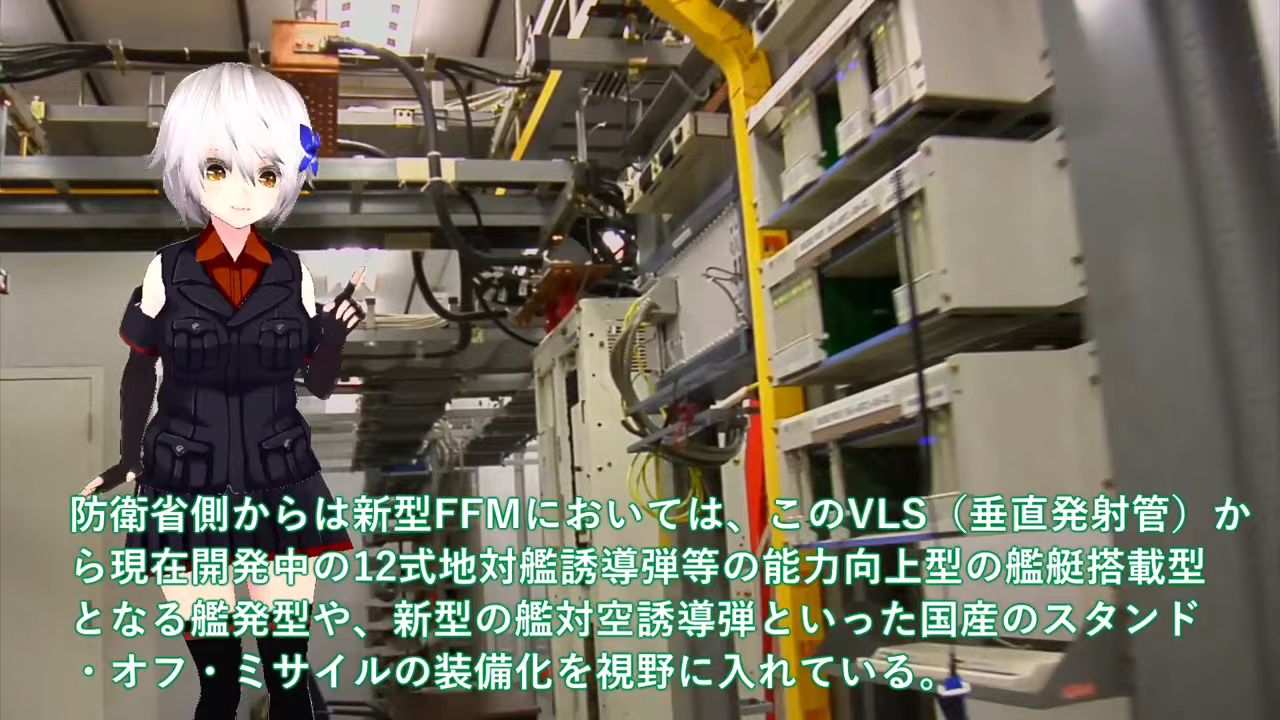 防衛省側からは新型FFMにおいては、このVLS（垂直発射管）か
ら現在開発中の12式地対艦誘導弾等の能力向上型の艦艇搭載型
となる艦発型や、新型の艦対空誘導弾といった国産のスタンド
・オフ・ミサイルの装備化を視野に入れている。